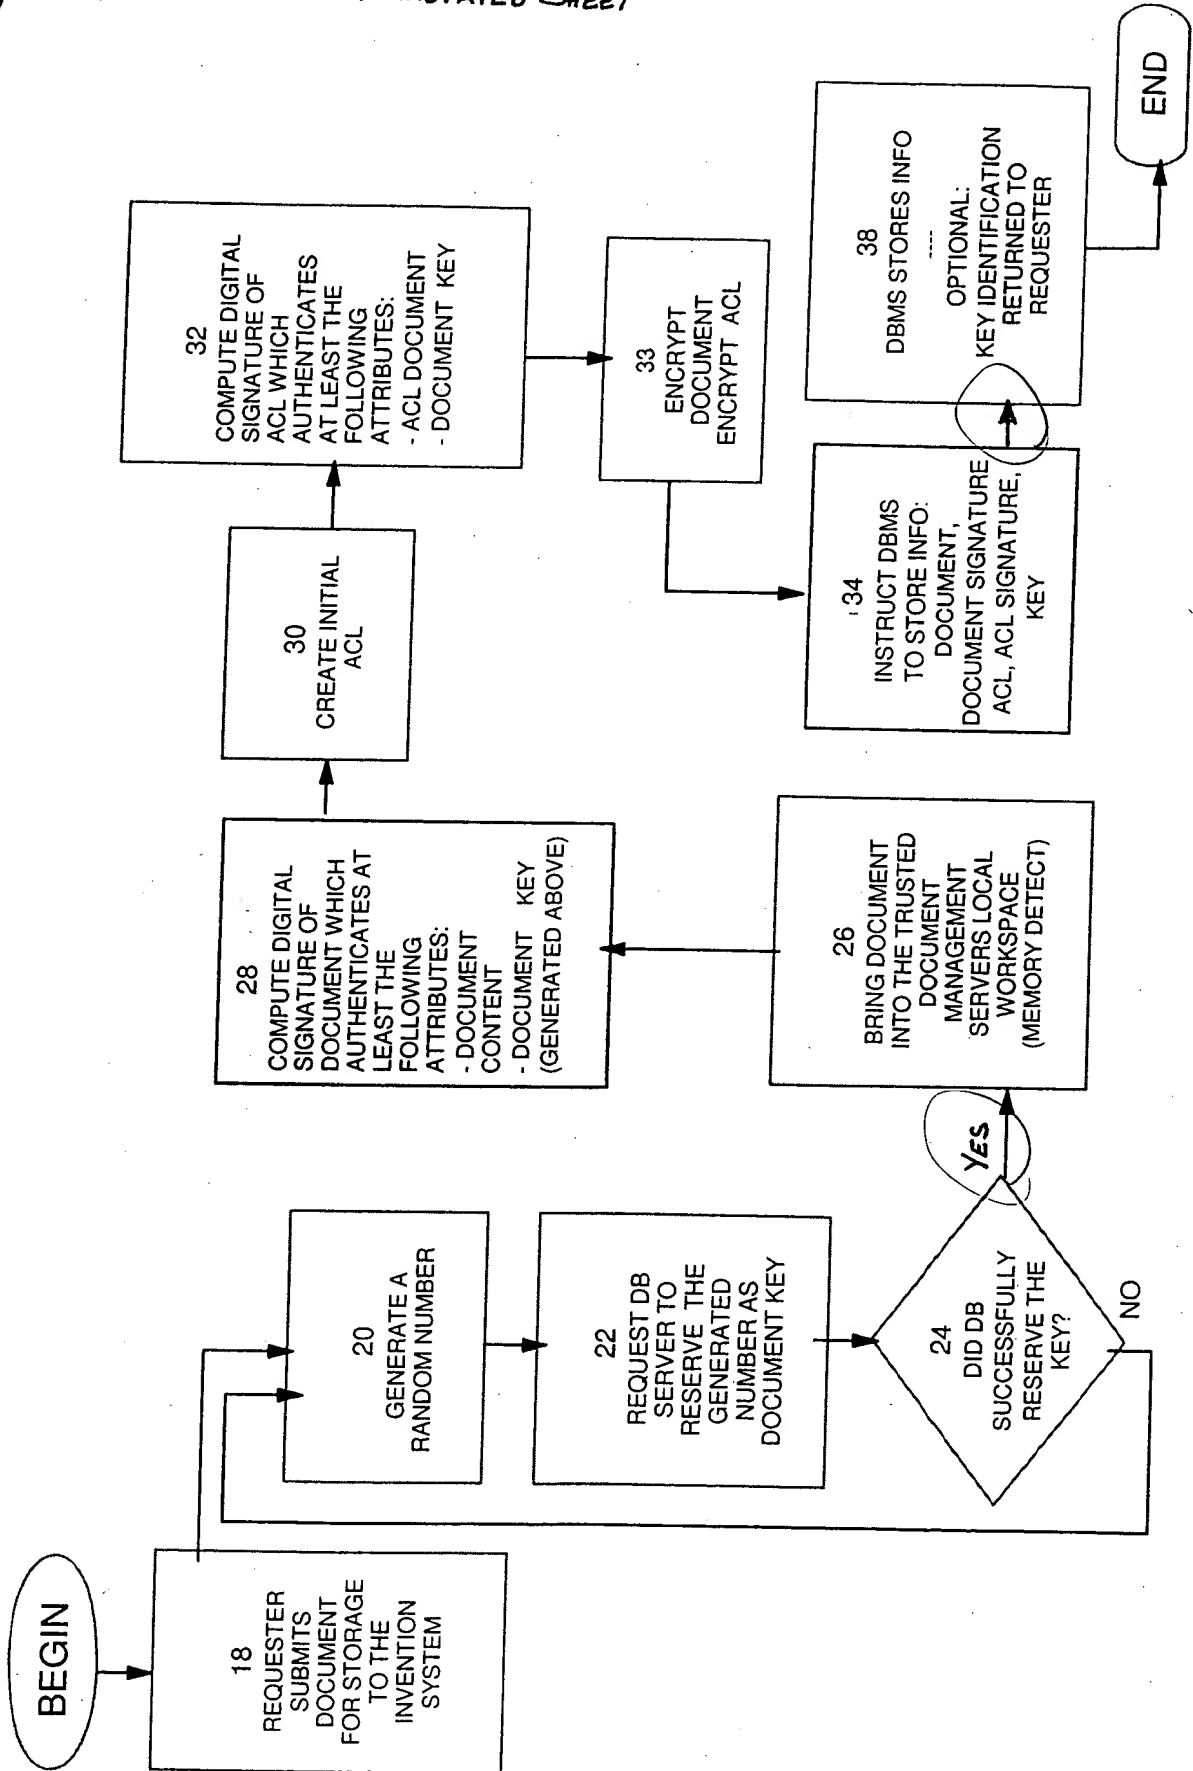 SHEET
BEGIN
18
REQUESTER
SUBMITS
DOCUMENT
FOR STORAGE
TO THE
INVENTION
SYSTEM
20
GENERATE A
RANDOM NUMBER
22
REQUEST DB
SERVER TO
RESERVE THE
GENERATED
NUMBER AS
DOCUMENT KEY
24
DID DB
SUCCESSFULLY
RESERVE THE
KEY?
NO
YES
26
BRING DOCUMENT
INTO THE TRUSTED
DOCUMENT
MANAGEMENT
SERVERS LOCAL
WORKSPACE
(MEMORY DETECT)
28
COMPUTE DIGITAL
SIGNATURE OF
DOCUMENT WHICH
AUTHENTICATES AT
LEAST THE
FOLLOWING
ATTRIBUTES:
- DOCUMENT
CONTENT
- DOCUMENT KEY
(GENERATED ABOVE)
30
CREATE INITIAL
ACL
32
COMPUTE DIGITAL
SIGNATURE OF
ACL WHICH
AUTHENTICATES
AT LEAST THE
FOLLOWING
ATTRIBUTES:
- ACL DOCUMENT
- DOCUMENT KEY
33
ENCRYPT
DOCUMENT
ENCRYPT ACL
34
INSTRUCT DBMS
TO STORE INFO:
DOCUMENT,
DOCUMENT SIGNATURE
ACL, ACL SIGNATURE,
KEY
38
DBMS STORES INFO
----
OPTIONAL:
KEY IDENTIFICATION
RETURNED TO
REQUESTER
END